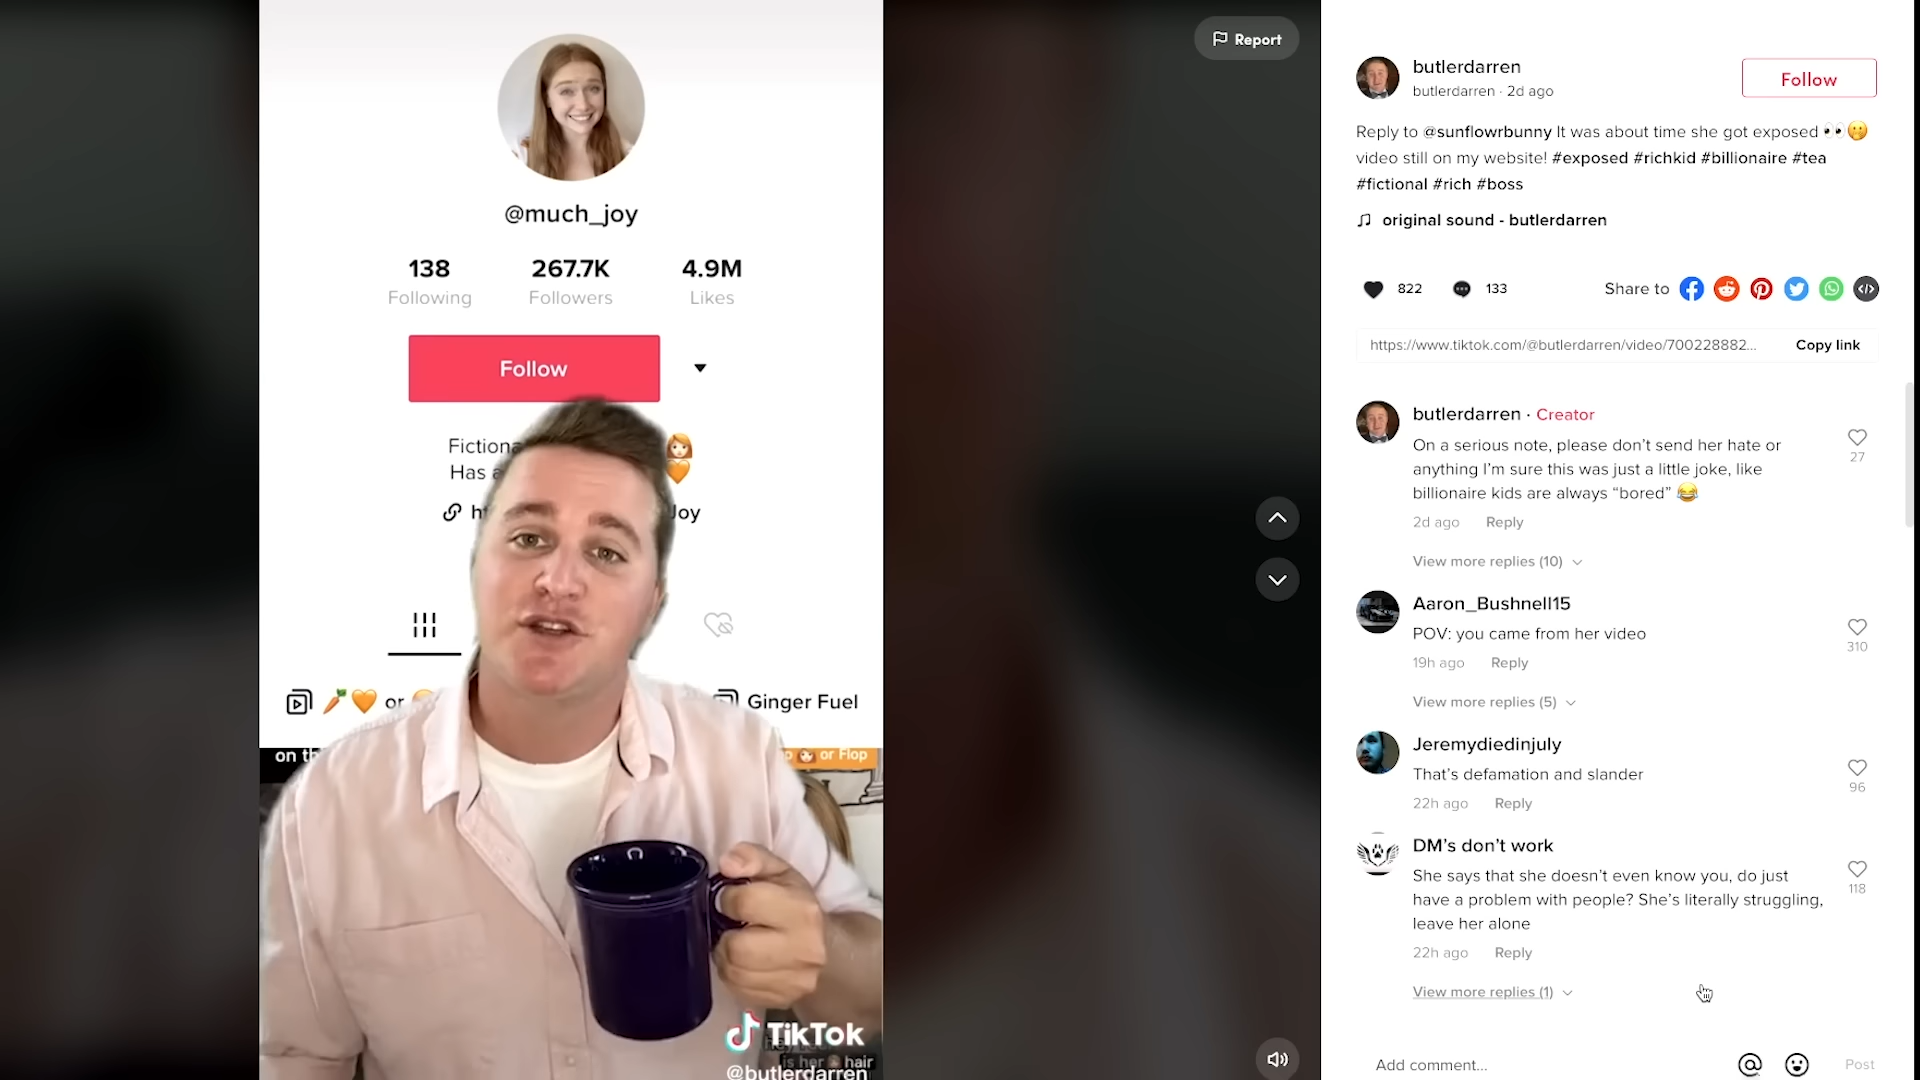 Report
@much_joy
138
267.7K
4.9M
Following
Followers
Likes
Follow
Has
Joy
or
Ginger Fuel
on
or Flop
TikTok
is her hair
@butlerdarren
butlerdarren
butlerdarren · 2d ago
Follow
Reply to @sunflowrbunny It was about time she got exposed 👀🤭
video still on my website! #exposed #richkid #billionaire #tea
#fictional #rich #boss
original sound - butlerdarren
822
133
Share to
https://www.tiktok.com/@butlerdarren/video/700228882...
Copy link
butlerdarren · Creator
On a serious note, please don’t send her hate or
anything I’m sure this was just a little joke, like
billionaire kids are always “bored” 😂
27
2d ago Reply
View more replies (10)
Aaron_Bushnell15
POV: you came from her video
310
19h ago Reply
View more replies (5)
Jeremydiedinjuly
That’s defamation and slander
96
22h ago Reply
DM’s don’t work
She says that she doesn’t even know you, do just
have a problem with people? She’s literally struggling,
leave her alone
118
22h ago Reply
View more replies (1)
Add comment...
Post